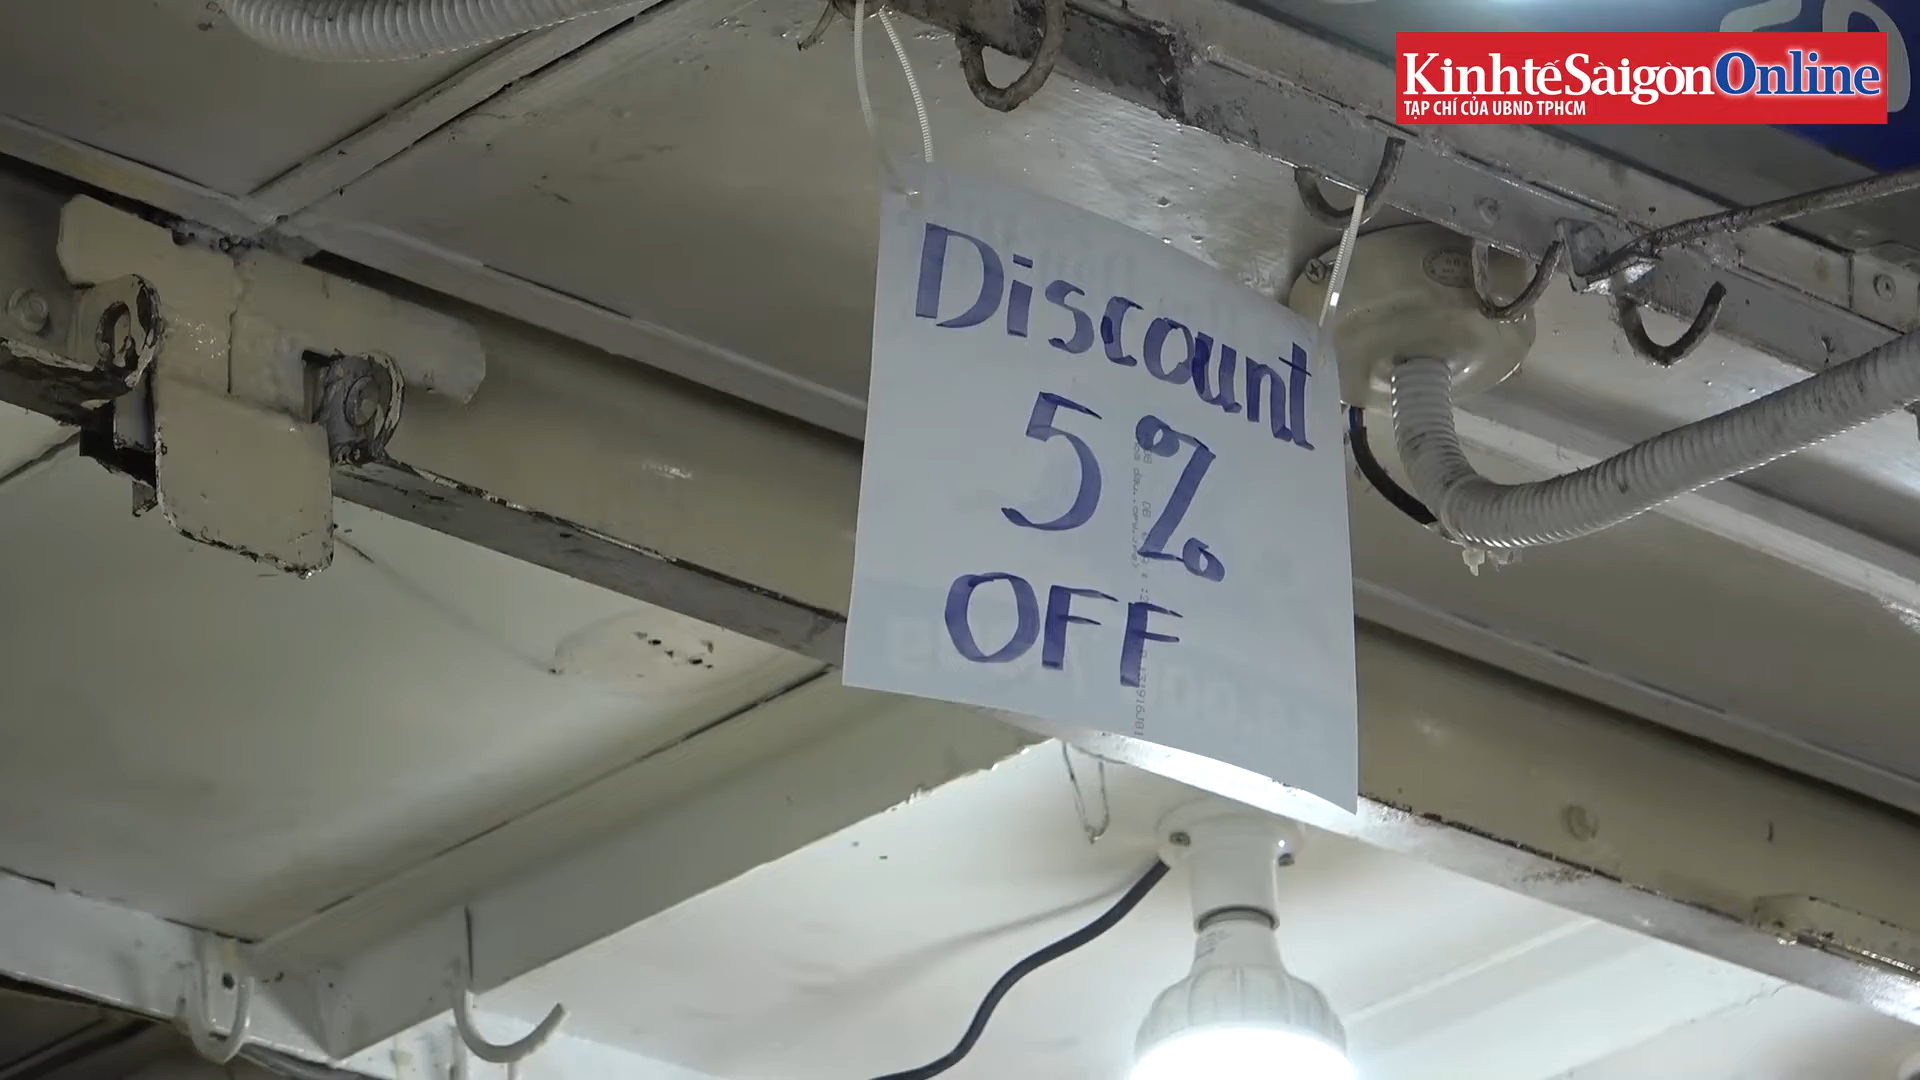 KinhtếSàigònOnline
TẠP CHÍ CỦA UBND TPHCM
Discount
5%
OFF